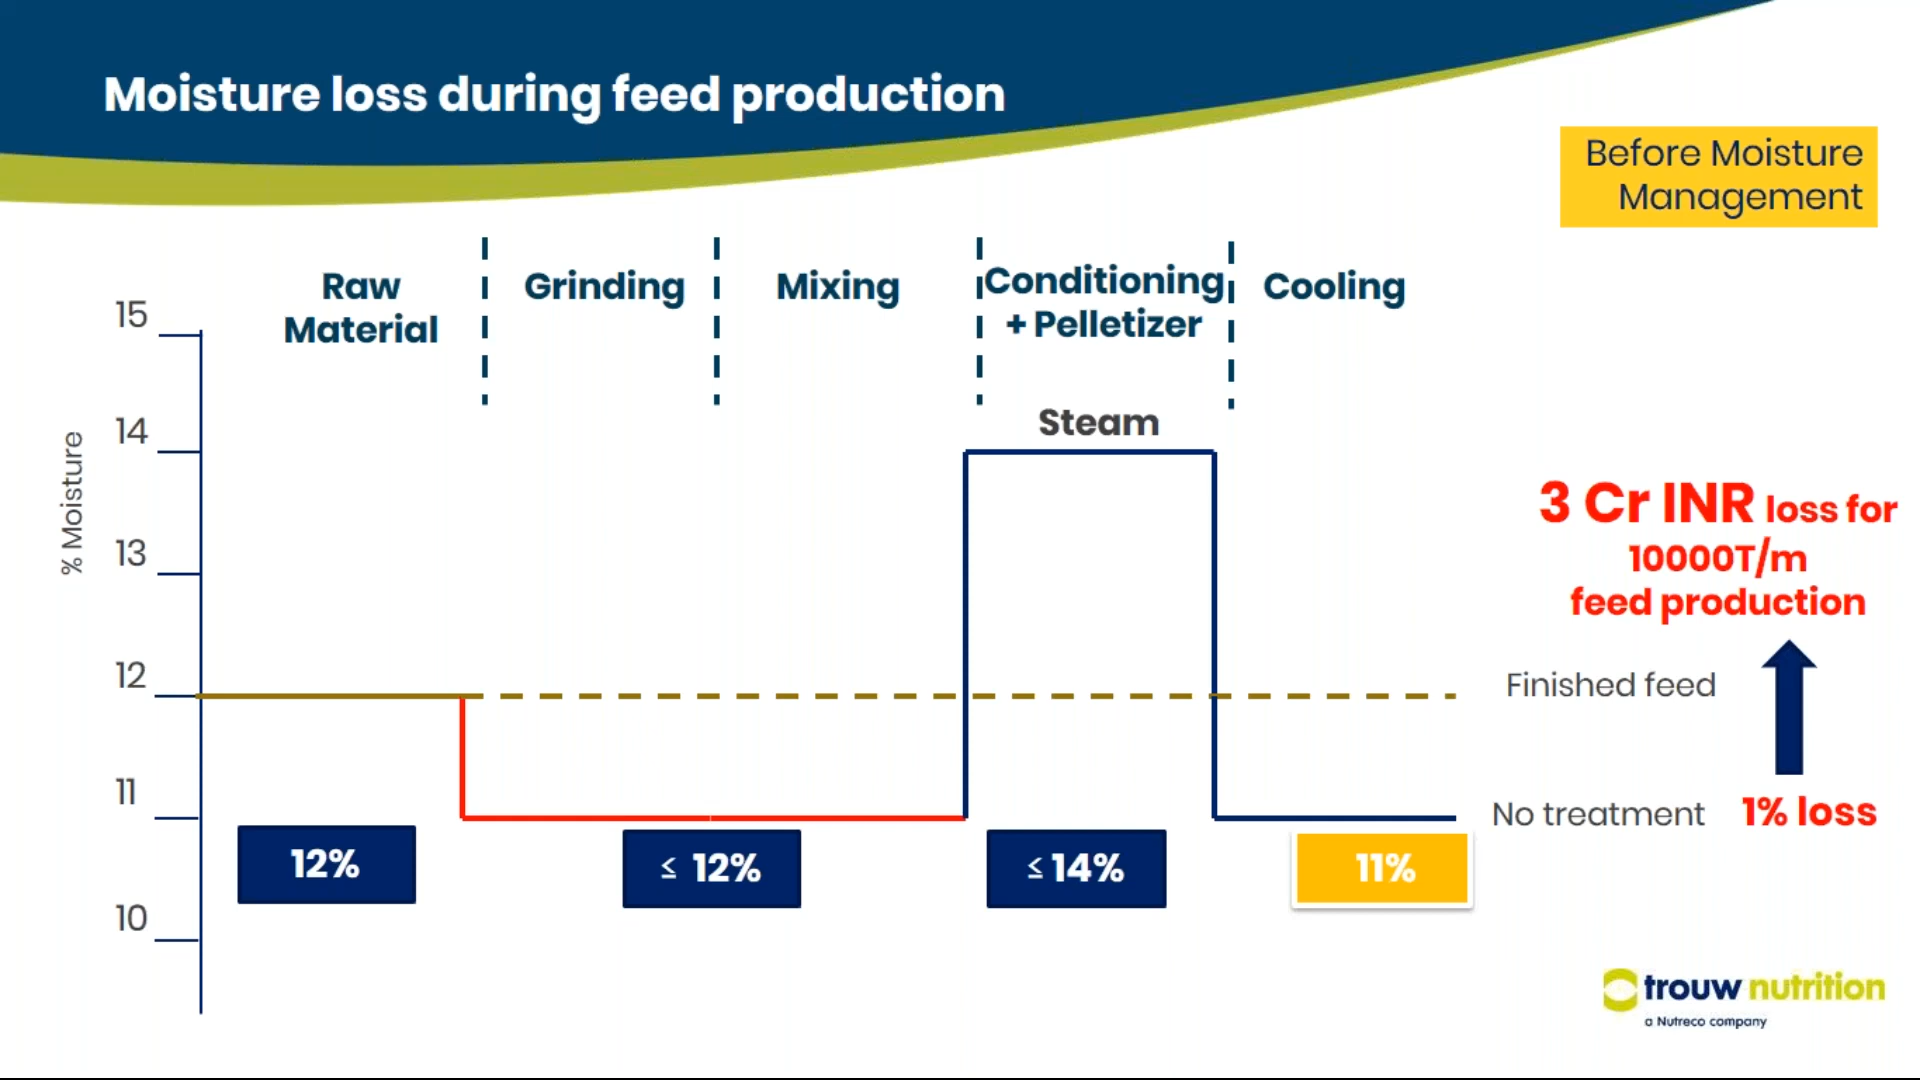 Moisture loss during feed production
Before Moisture
Management
Raw
Material
Grinding
Mixing
Conditioning
+ Pelletizer
Cooling
% Moisture
15
14
13
12
11
10
Steam
3 Cr INR loss for
10000T/m
feed production
Finished feed
No treatment
1% loss
12%
≤ 12%
≤ 14%
11%
trouw nutrition
a Nutreco company